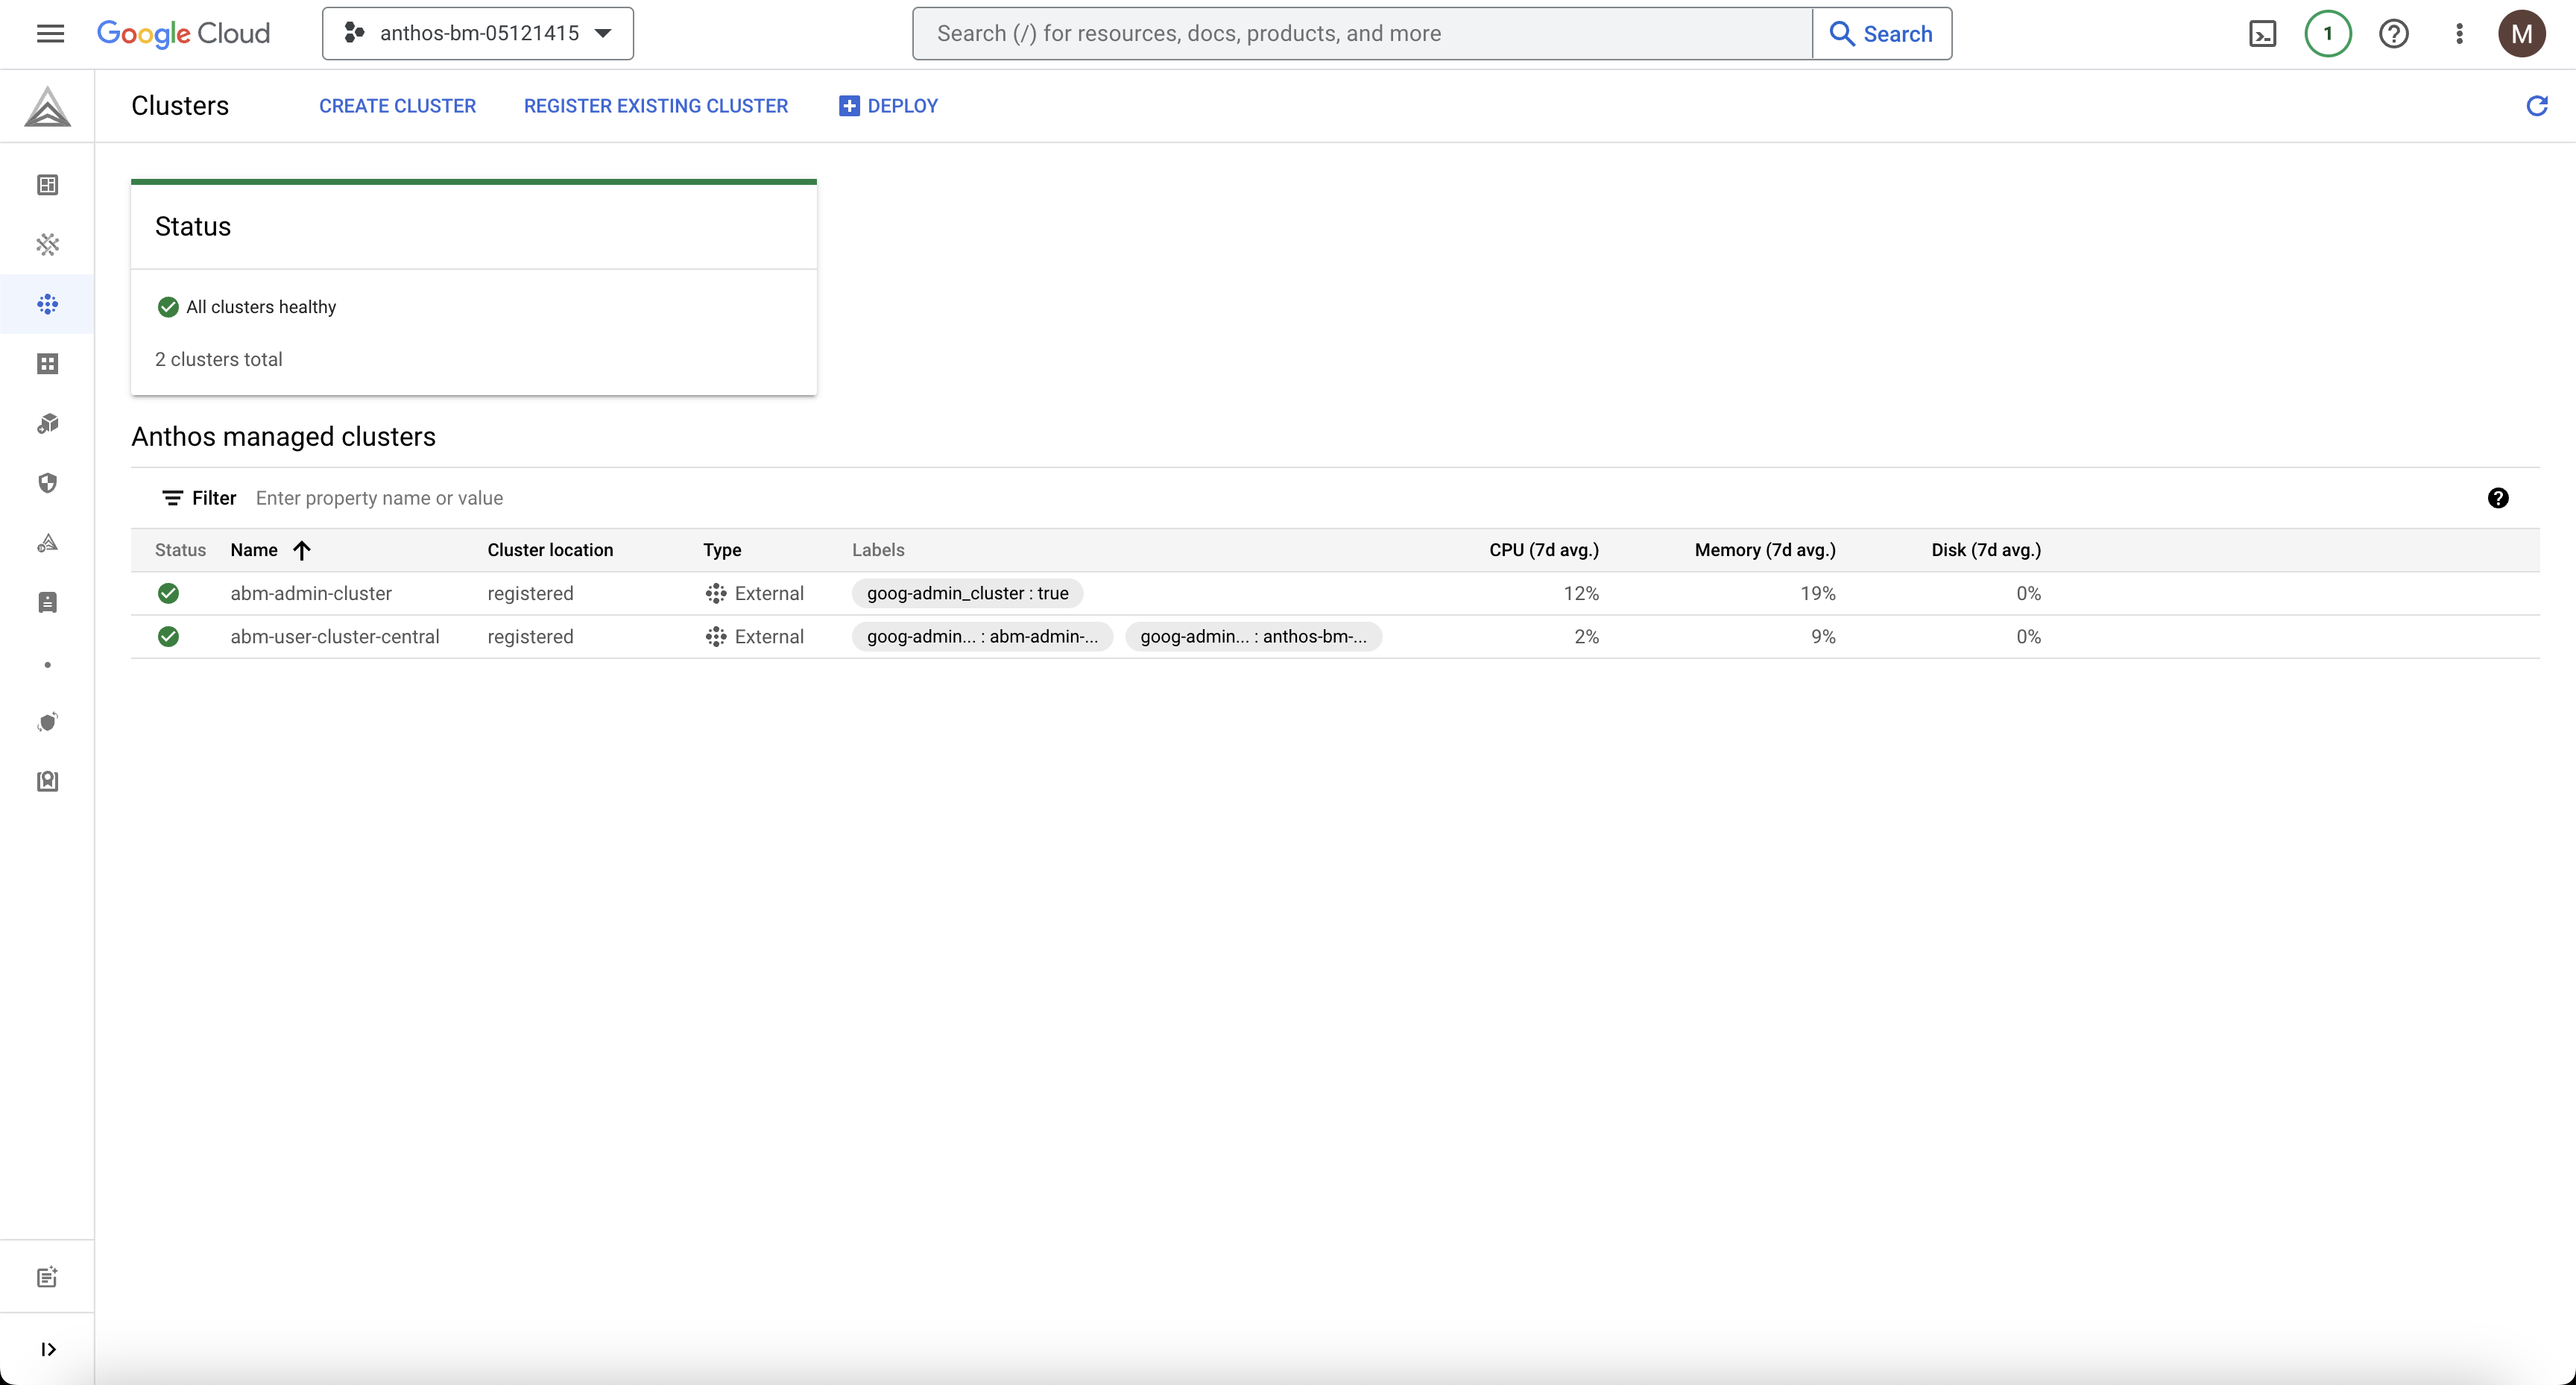 Google Cloud
anthos-bm-05121415
Search (/) for resources, docs, products, and more
Search
1
M
Clusters
CREATE CLUSTER
REGISTER EXISTING CLUSTER
DEPLOY
Status
All clusters healthy
2 clusters total
Anthos managed clusters
Filter Enter property name or value
Status Name Cluster location Type Labels CPU (7d avg.) Memory (7d avg.) Disk (7d avg.)
abm-admin-cluster registered External goog-admin_cluster : true 12% 19% 0%
abm-user-cluster-central registered External goog-admin... : abm-admin-... goog-admin... : anthos-bm-... 2% 9% 0%